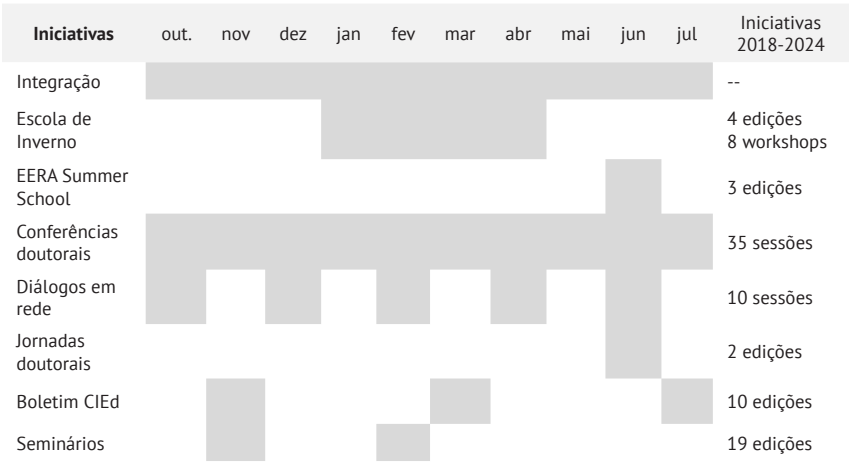 Iniciativas out. nov dez jan fev mar abr mai jun jul Iniciativas 2018-2024
Integração --
Escola de
Inverno
4 edições
8 workshops
EERA Summer
School
3 edições
Conferências
doutorais
35 sessões
Diálogos em
rede
10 sessões
Jornadas
doutorais
2 edições
Boletim CIEd 10 edições
Seminários 19 edições